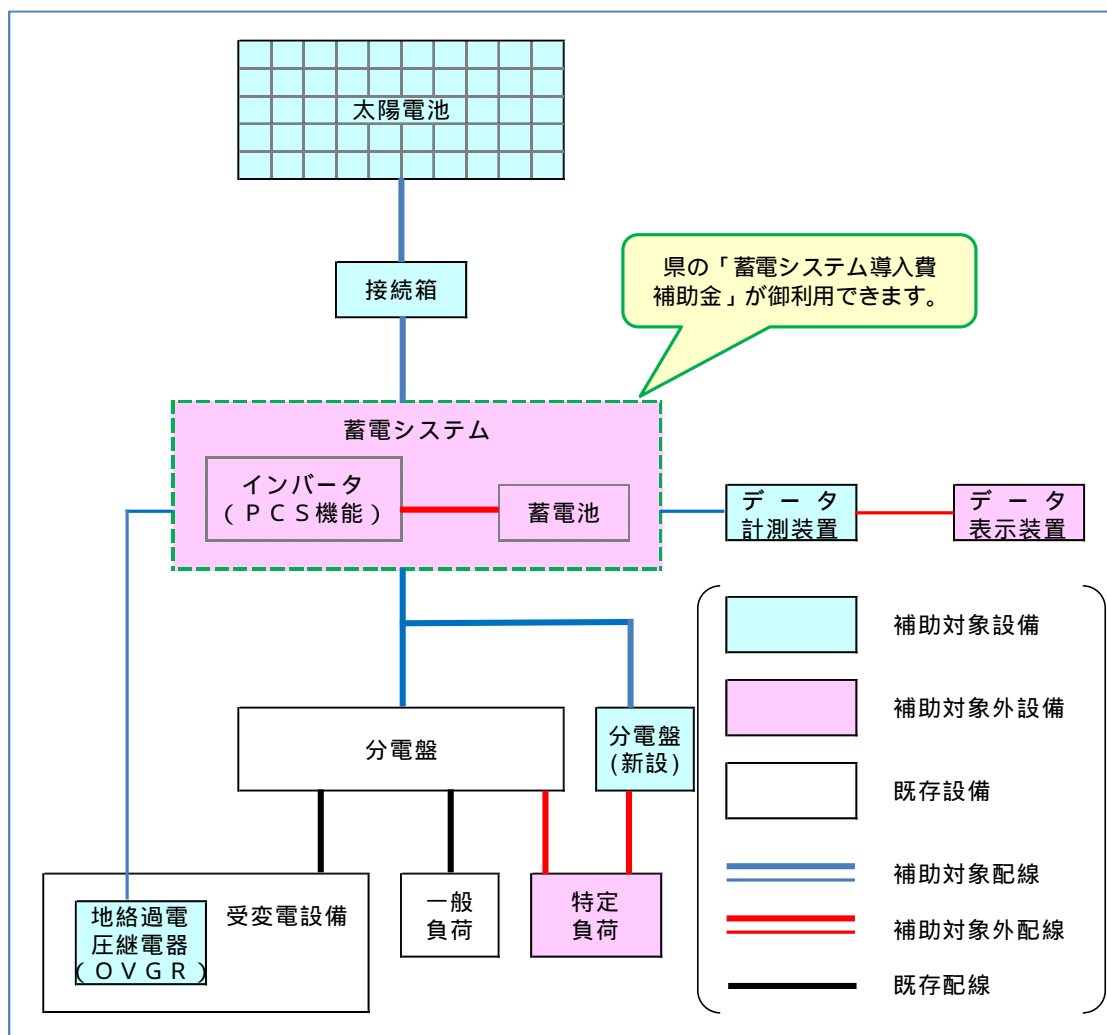 太陽電池
接続箱
県の「蓄電システム導入費
補助金」が御利用できます。
蓄電システム
インバータ
(PCS機能)
蓄電池
データ
計測装置
データ
表示装置
分電盤
分電盤
(新設)
地絡過電
圧継電器
(OVGR)
受変電設備
一般
負荷
特定
負荷
補助対象設備
補助対象外設備
既存設備
補助対象配線
補助対象外配線
既存配線